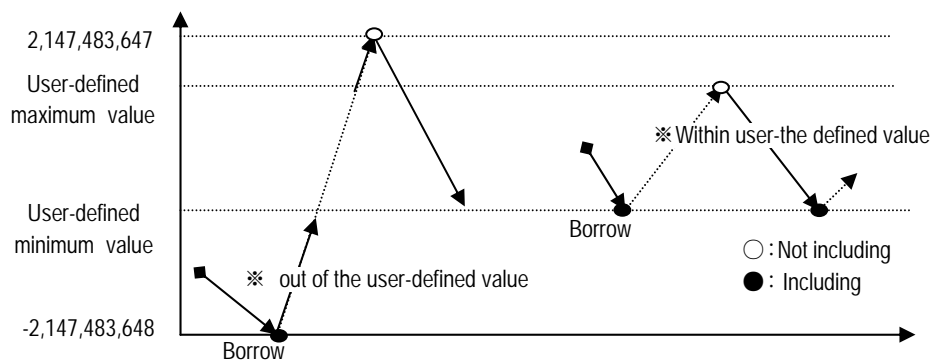 2,147,483,647
User-defined
maximum value
※Within user-the defined value
User-defined
minimum value
Borrow
○: Not including
※ out of the user-defined value
●: Including
-2,147,483,648
Borrow